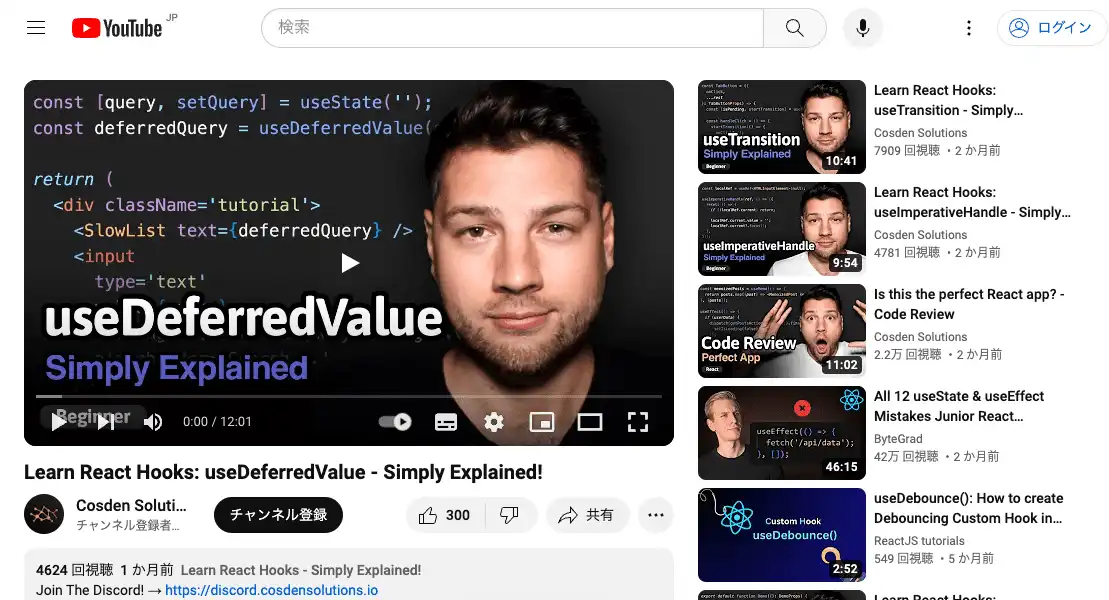 YouTube JP
検索
ログイン
const [query, setQuery] = useState('');
const deferredQuery = useDeferredValue(
return (
<div className='tutorial'>
<SlowList text={deferredQuery} />
<input
type='text'
useDeferredValue
Simply Explained
Beginner
0:00 / 12:01
Learn React Hooks: useDeferredValue - Simply Explained!
Cosden Soluti...
チャンネル登録者...
チャンネル登録
300
共有
4624 回視聴 1 か月前 Learn React Hooks - Simply Explained!
Join The Discord! → https://discord.cosdensolutions.io
useTransition
Simply Explained
Beginner
10:41
Learn React Hooks:
useTransition - Simply...
Cosden Solutions
7909 回視聴 ・2 か月前
useImperativeHandle
Simply Explained
Beginner
9:54
Learn React Hooks:
useImperativeHandle - Simply...
Cosden Solutions
4781 回視聴 ・2 か月前
Code Review
Perfect App
React
11:02
Is this the perfect React app? -
Code Review
Cosden Solutions
2.2万 回視聴 ・2 か月前
useEffect(() => {
fetch('/api/data');
}, []);
46:15
All 12 useState & useEffect
Mistakes Junior React...
ByteGrad
42万 回視聴 ・2 か月前
Custom Hook
useDebounce()
2:52
useDebounce(): How to create
Debouncing Custom Hook in...
ReactJS tutorials
549 回視聴 ・5 か月前
Learn React Hooks: